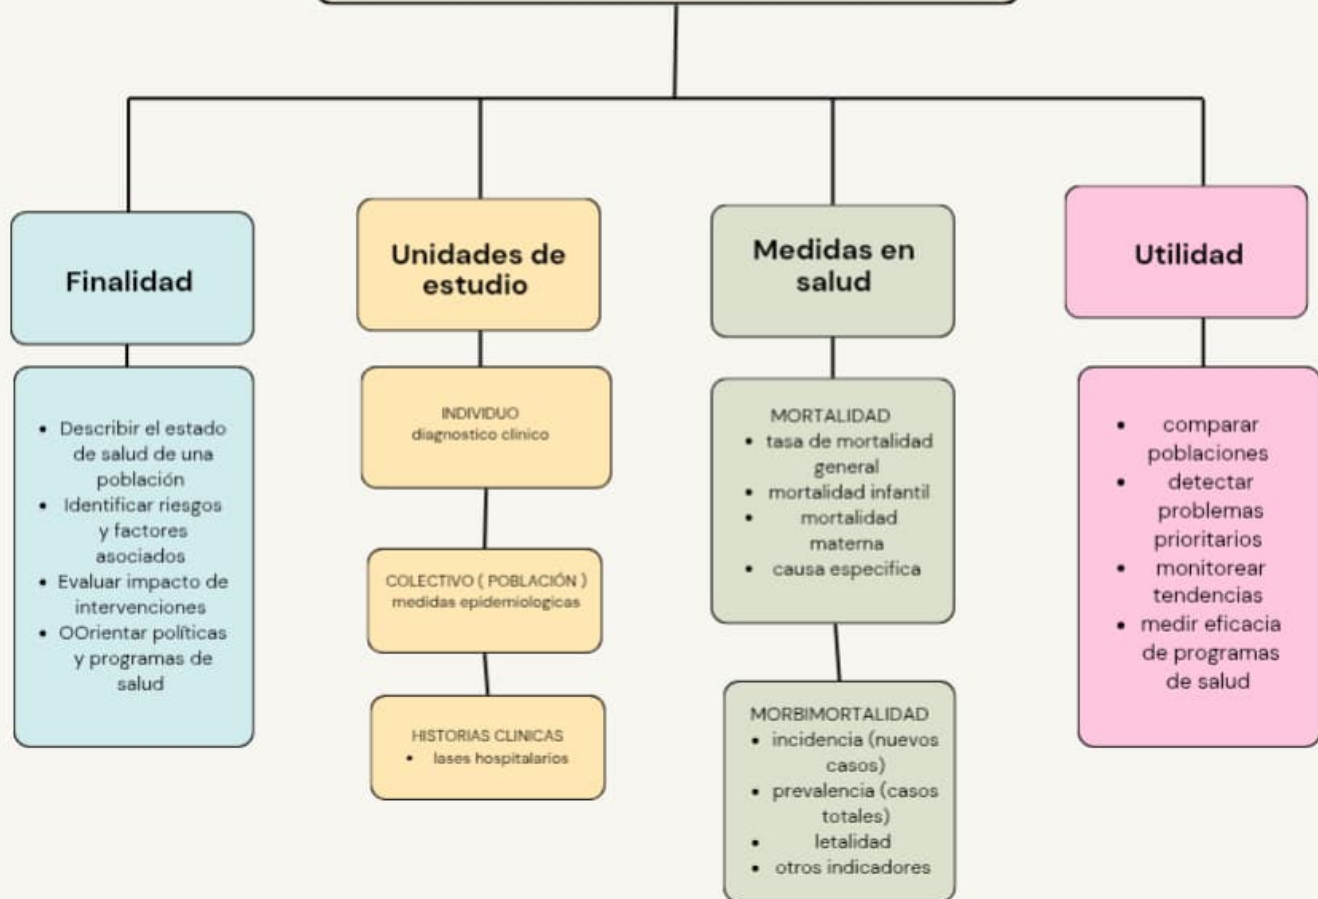 Finalidad
• Describir el estado
de salud de una
población
• Identificar riesgos
y factores
asociados
• Evaluar impacto de
intervenciones
• OOrientar políticas
y programas de
salud
Unidades de
estudio
INDIVIDUO
diagnostico clinico
COLECTIVO ( POBLACIÓN )
medidas epidemiologicas
HISTORIAS CLINICAS
• lases hospitalarios
Medidas en
salud
MORTALIDAD
• tasa de mortalidad
general
• mortalidad infantil
• mortalidad
materna
• causa especifica
MORBIMORTALIDAD
• incidencia (nuevos
casos)
• prevalencia (casos
totales)
• letalidad
• otros indicadores
Utilidad
• comparar
poblaciones
• detectar
problemas
prioritarios
• monitorear
tendencias
• medir eficacia
de programas
de salud